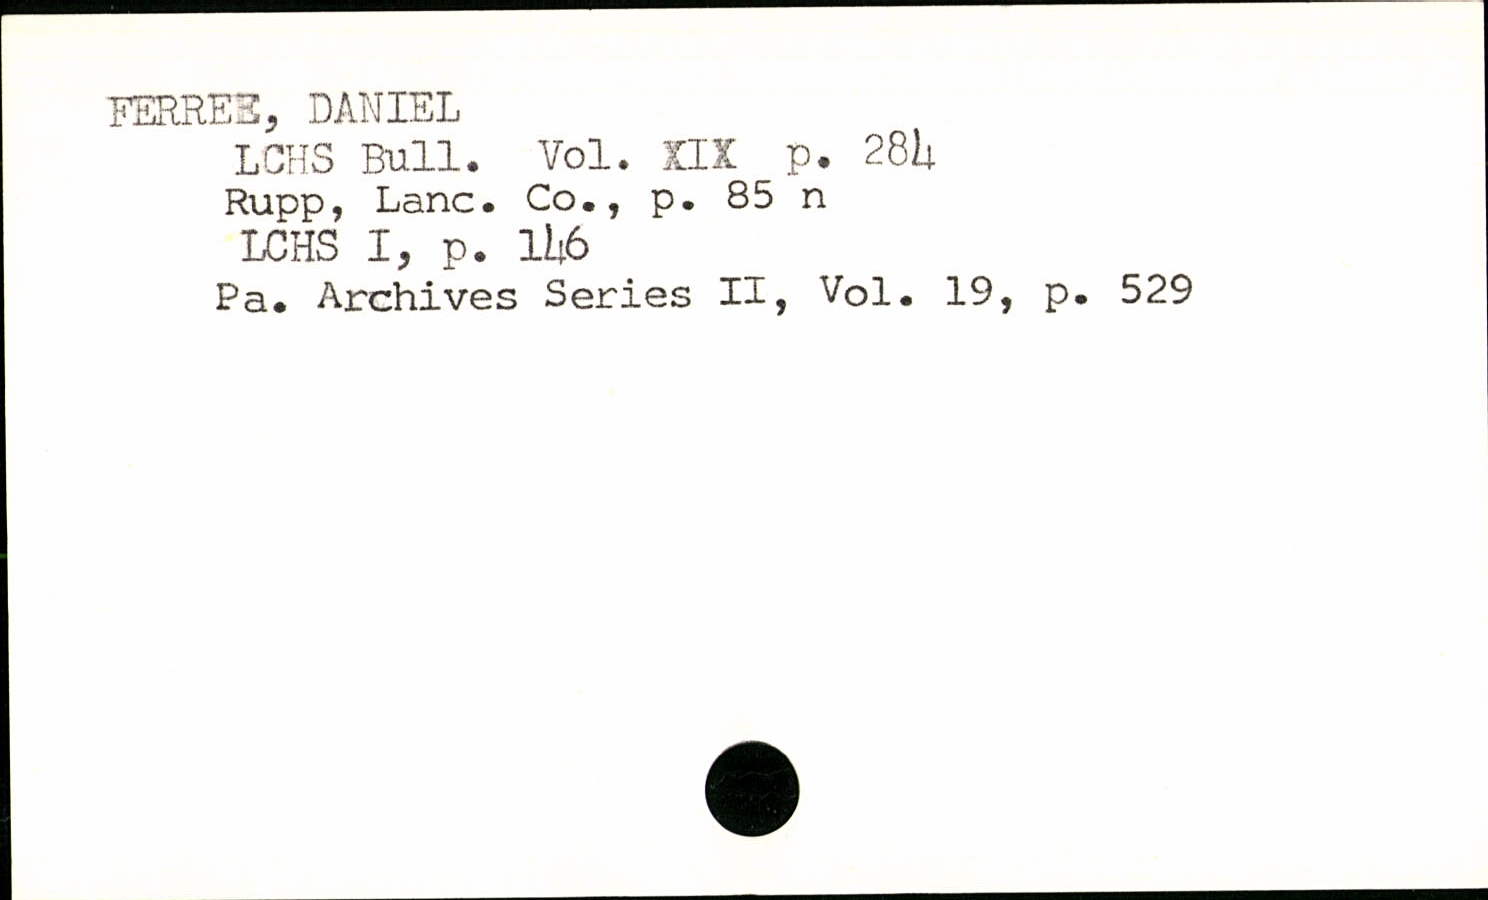 FERREE, DANIEL
LCHS Bull. Vol. XIX p. 284
Rupp, Lanc. Co., p. 85 n
LCHS I, p. 146
Pa. Archives Series II, Vol. 19, p. 529